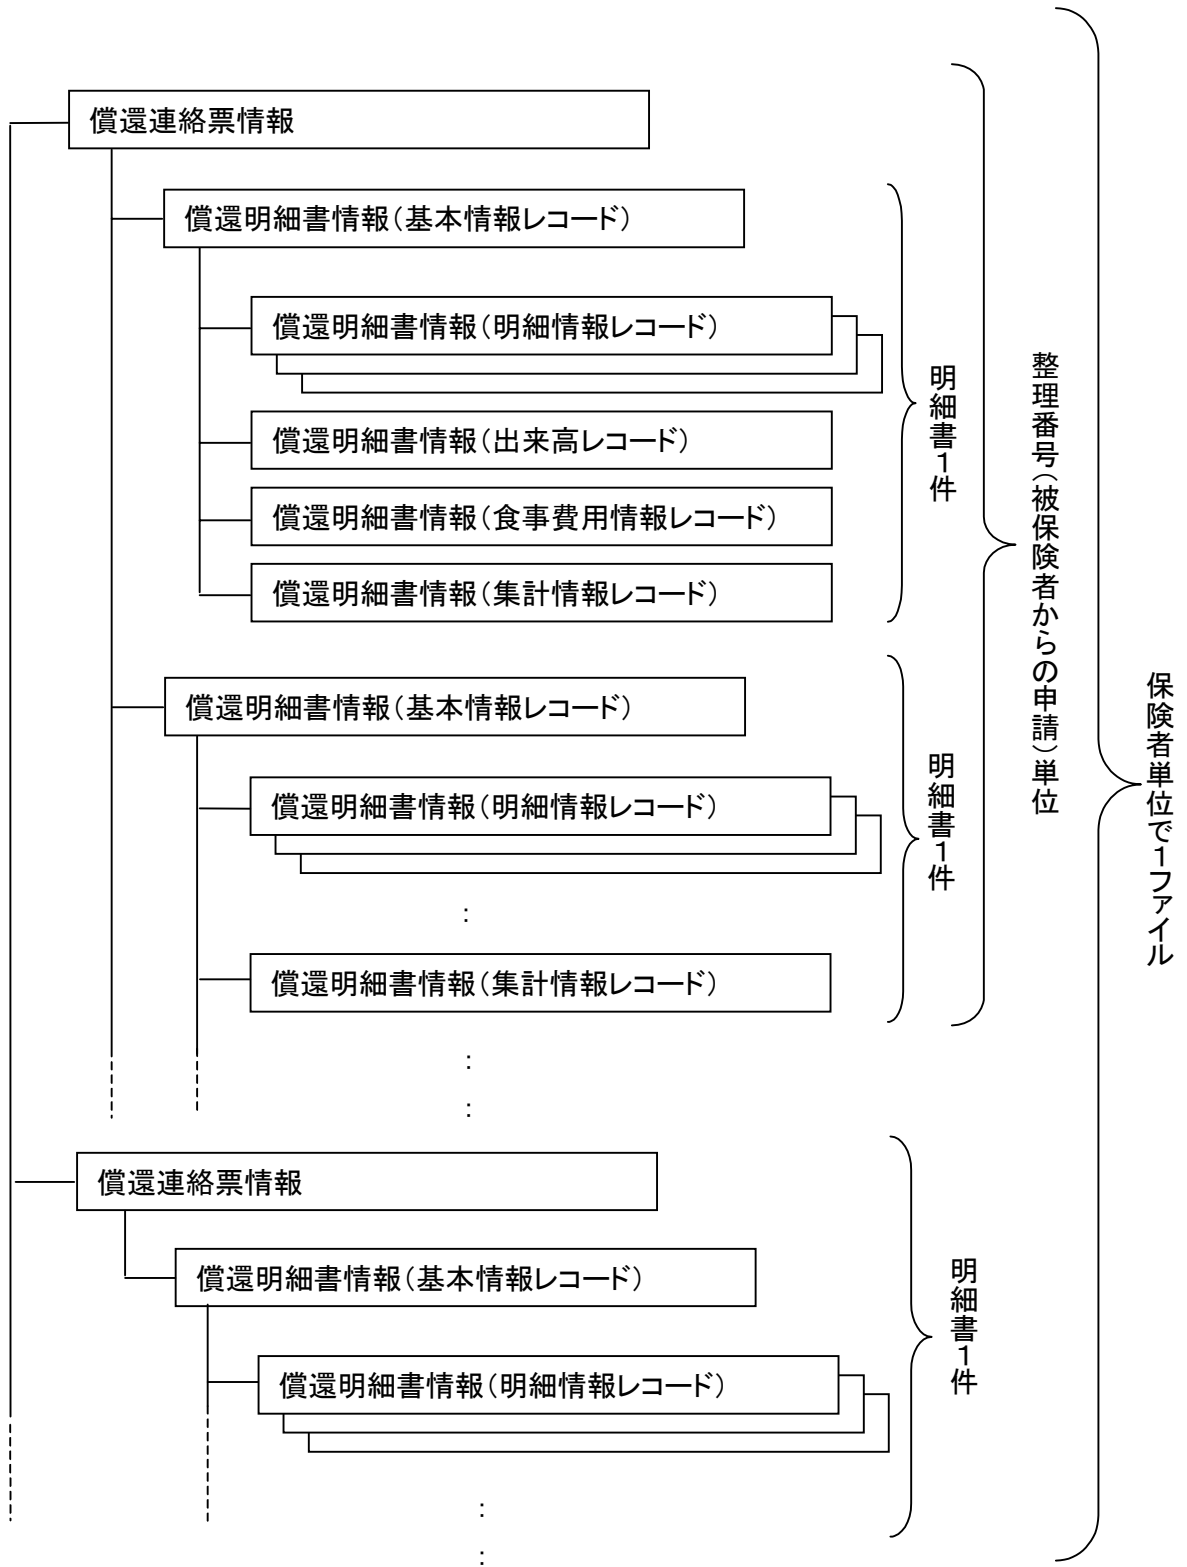 償還連絡票情報
償還明細書情報（基本情報レコード）
償還明細書情報（明細情報レコード）
償還明細書情報（出来高レコード）
償還明細書情報（食事費用情報レコード）
償還明細書情報（集計情報レコード）
明細書１件
償還明細書情報（基本情報レコード）
償還明細書情報（明細情報レコード）
：
償還明細書情報（集計情報レコード）
明細書１件
：
：
整理番号（被保険者からの申請）単位
償還連絡票情報
償還明細書情報（基本情報レコード）
償還明細書情報（明細情報レコード）
：
：
明細書１件
保険者単位で１ファイル